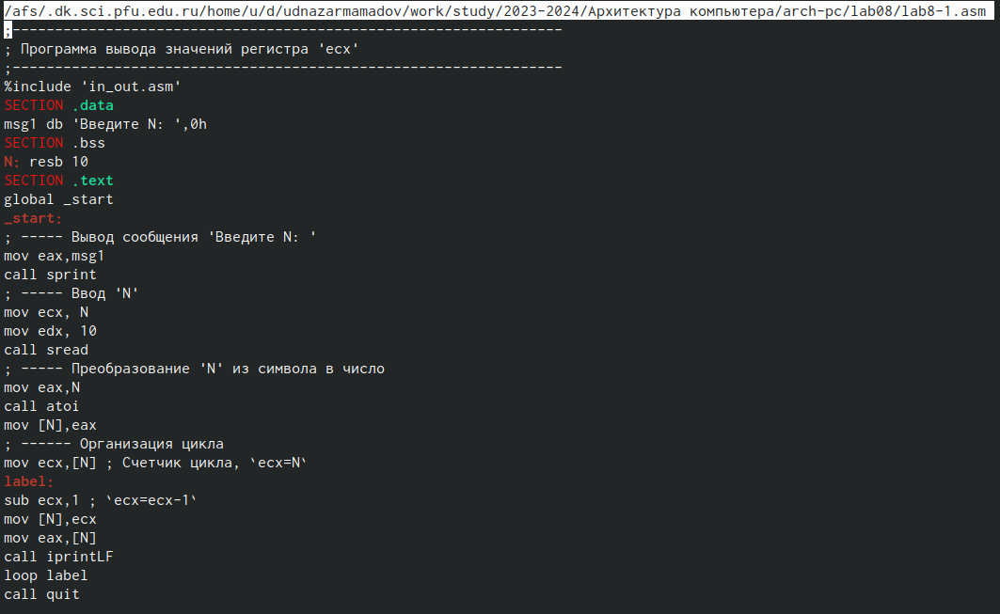 /afs/.dk.sci.pfu.edu.ru/home/u/d/udnazarmamadov/work/study/2023-2024/Архитектура компьютера/arch-pc/lab08/lab8-1.asm
;-----------------------------------------------------------------
; Программа вывода значений регистра 'ecx'
;-----------------------------------------------------------------
%include 'in_out.asm'
SECTION .data
msg1 db 'Введите N: ',0h
SECTION .bss
N: resb 10
SECTION .text
global _start
_start:
; ----- Вывод сообщения 'Введите N: '
mov eax,msg1
call sprint
; ----- Ввод 'N'
mov ecx, N
mov edx, 10
call sread
; ----- Преобразование 'N' из символа в число
mov eax,N
call atoi
mov [N],eax
; ------ Организация цикла
mov ecx,[N] ; Счетчик цикла, `ecx=N`
label:
sub ecx,1 ; `ecx=ecx-1`
mov [N],ecx
mov eax,[N]
call iprintLF
loop label
call quit